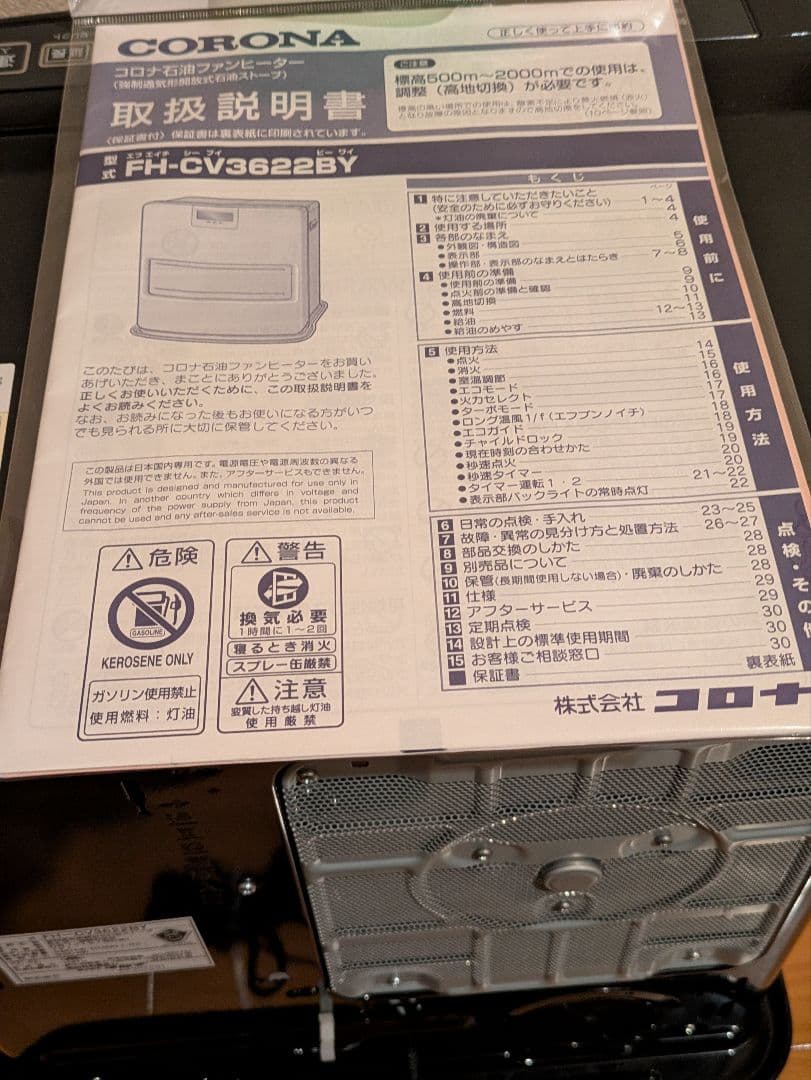 正しく使って上手に節約
CORONA
コロナ石油ファンヒーター
(強制通気形開放式石油ストーブ)
取扱説明書
〈保証書付〉保証書は裏表紙に印刷されています。
ご注意
標高500m～2000mでの使用は、
調整(高地切換)が必要です。
(10ページ参照)
エフ エイチ シー ブイ ビー ワイ
型式 FH-CV3622BY
このたびは、コロナ石油ファンヒーターをお買い
あげいただき、まことにありがとうございました。
正しくお使いいただくために、この取扱説明書を
よくお読みください。
なお、お読みになった後もお使いになる方がいつ
でも見られる所に大切に保管してください。
この製品は日本国内専用です。電源電圧や電源周波数の異なる
外国では使用できません。また、アフターサービスもできません。
This product is designed and manufactured for use only in
Japan. In another country which differs in voltage and
frequency of the power supply from Japan, this product
cannot be used and any after-sales service is not available.
危険
GASOLINE
KEROSENE ONLY
ガソリン使用禁止
使用燃料：灯油
警告
換気必要
1時間に1～2回
寝るとき消火
スプレー缶厳禁
注意
変質した持ち越し灯油
使用厳禁
もくじ
ページ
1 特に注意していただきたいこと
(安全のために必ずお守りください) 1～4
＊灯油の廃棄について 4
2 使用する場所 4
3 各部のなまえ
●外観図・構造図 5
●表示部 6
●操作部・表示部のなまえとはたらき 7～8
4 使用前の準備
●使用前の準備 9
●点火前の準備と確認 9
●高地切換 10
●燃料 11
●給油 12～13
●給油のめやす 13
使用前に
5 使用方法
●点火 14
●消火 15
●室温調節 16
●エコモード 16
●火力セレクト 17
●ターボモード 17
●ロング温風1/f(エフブンノイチ) 18
●エコガイド 18
●チャイルドロック 19
●現在時刻の合わせかた 19
●秒速点火 20
●秒速タイマー 20
●タイマー運転1・2 21～22
●表示部バックライトの常時点灯 22
使用方法
6 日常の点検・手入れ 23～25
7 故障・異常の見分け方と処置方法 26～27
8 部品交換のしかた 28
9 別売品について 28
10 保管(長期間使用しない場合)・廃棄のしかた 28
11 仕様 29
12 アフターサービス 29
13 定期点検 30
14 設計上の標準使用期間 30
15 お客様ご相談窓口 30
保証書 裏表紙
点検・その他
株式会社 コロナ
CV3622BY